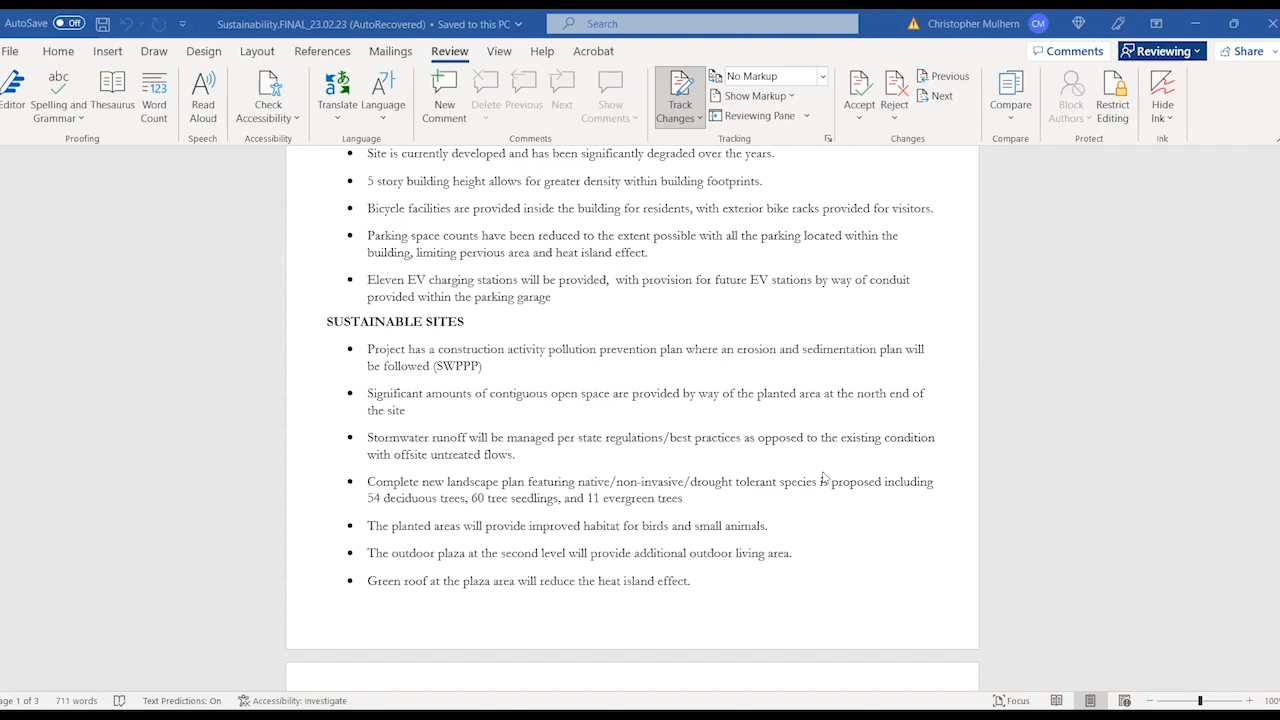 AutoSave Off Sustainability.FINAL_23.02.23 (AutoRecovered) • Saved to this PC Search Christopher Mulhern CM
File Home Insert Draw Design Layout References Mailings Review View Help Acrobat Comments Reviewing Share
Editor Spelling and Grammar Thesaurus Word Count Read Aloud Check Accessibility Translate Language New Comment Delete Previous Next Show Comments Track Changes No Markup Show Markup Reviewing Pane Accept Reject Previous Next Compare Block Authors Restrict Editing Hide Ink
Proofing Speech Accessibility Language Comments Tracking Changes Compare Protect Ink
• Site is currently developed and has been significantly degraded over the years.
• 5 story building height allows for greater density within building footprints.
• Bicycle facilities are provided inside the building for residents, with exterior bike racks provided for visitors.
• Parking space counts have been reduced to the extent possible with all the parking located within the
building, limiting pervious area and heat island effect.
• Eleven EV charging stations will be provided, with provision for future EV stations by way of conduit
provided within the parking garage
SUSTAINABLE SITES
• Project has a construction activity pollution prevention plan where an erosion and sedimentation plan will
be followed (SWPPP)
• Significant amounts of contiguous open space are provided by way of the planted area at the north end of
the site
• Stormwater runoff will be managed per state regulations/best practices as opposed to the existing condition
with offsite untreated flows.
• Complete new landscape plan featuring native/non-invasive/drought tolerant species is proposed including
54 deciduous trees, 60 tree seedlings, and 11 evergreen trees
• The planted areas will provide improved habitat for birds and small animals.
• The outdoor plaza at the second level will provide additional outdoor living area.
• Green roof at the plaza area will reduce the heat island effect.
age 1 of 3 711 words Text Predictions: On Accessibility: Investigate Focus 100